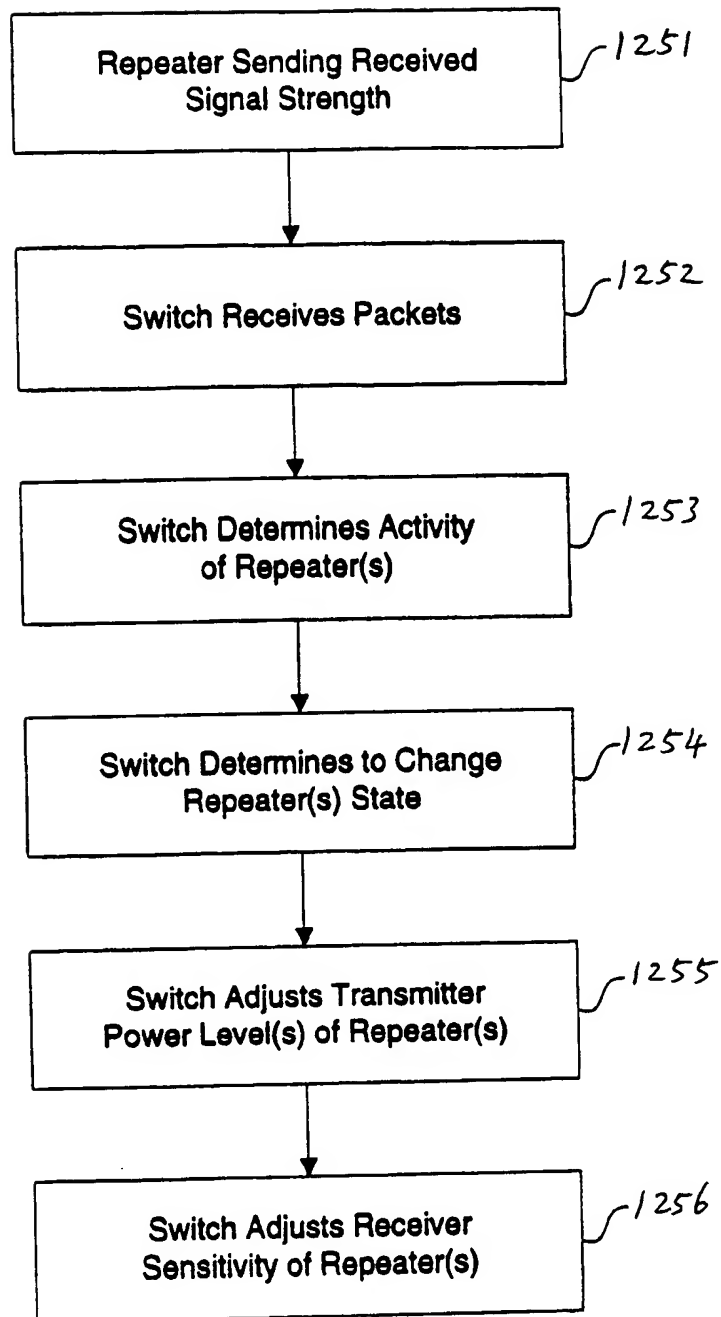 Repeater Sending Received
Signal Strength
1251
Switch Receives Packets
1252
Switch Determines Activity
of Repeater(s)
1253
Switch Determines to Change
Repeater(s) State
1254
Switch Adjusts Transmitter
Power Level(s) of Repeater(s)
1255
Switch Adjusts Receiver
Sensitivity of Repeater(s)
1256